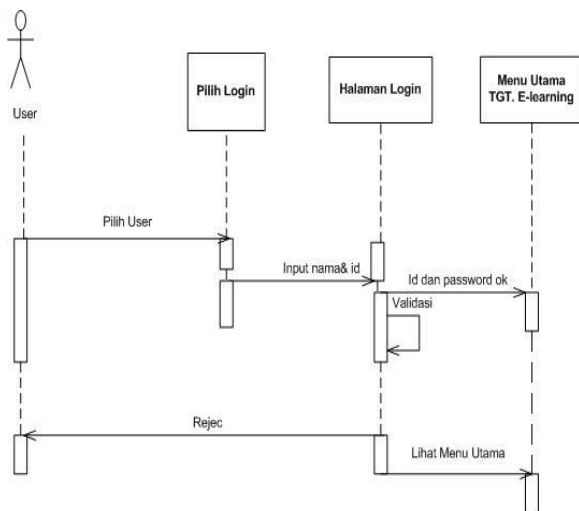 User
Pilih Login
Halaman Login
Menu Utama
TGT. E-learning
Pilih User
Input nama& id
Id dan password ok
Validasi
Rejec
Lihat Menu Utama